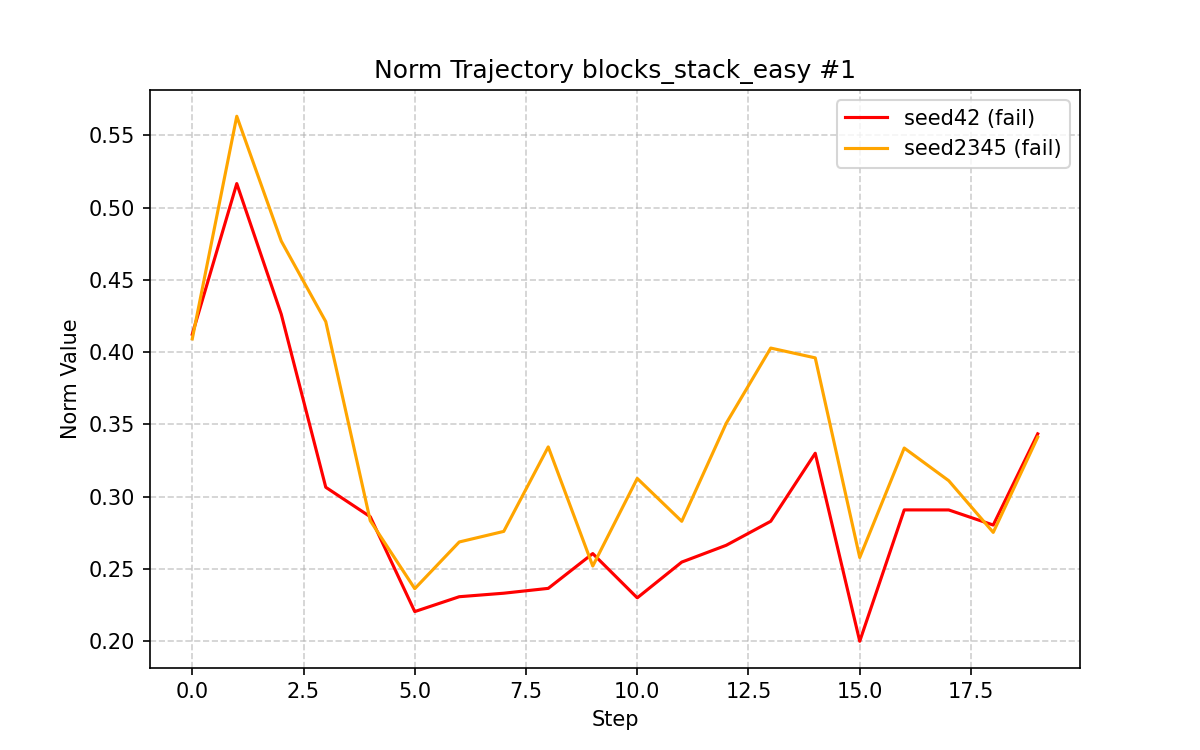 Norm Trajectory blocks_stack_easy #1
seed42 (fail)
seed2345 (fail)
Norm Value
0.55
0.50
0.45
0.40
0.35
0.30
0.25
0.20
0.0 2.5 5.0 7.5 10.0 12.5 15.0 17.5
Step